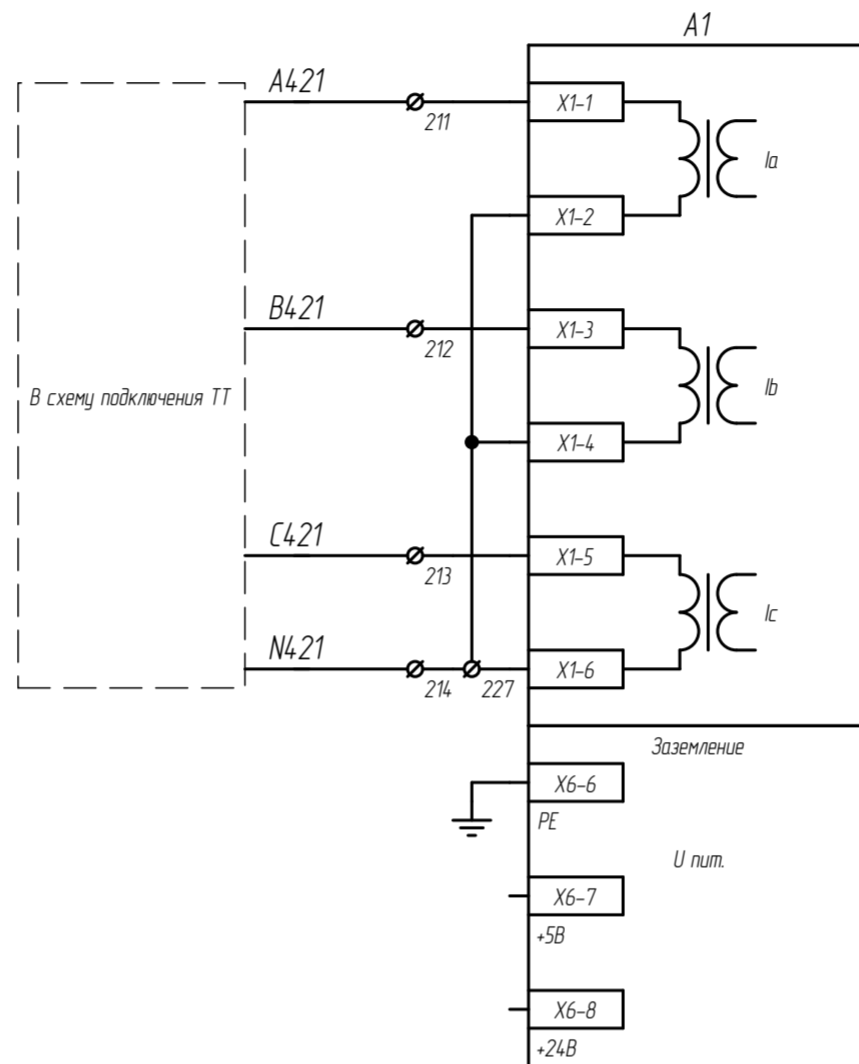 A1
A421
211
X1-1
Ia
X1-2
B421
212
X1-3
В схему подключения ТТ
Ib
X1-4
C421
213
X1-5
Ic
N421
214
227
X1-6
Заземление
X6-6
PE
U пит.
X6-7
+5В
X6-8
+24В